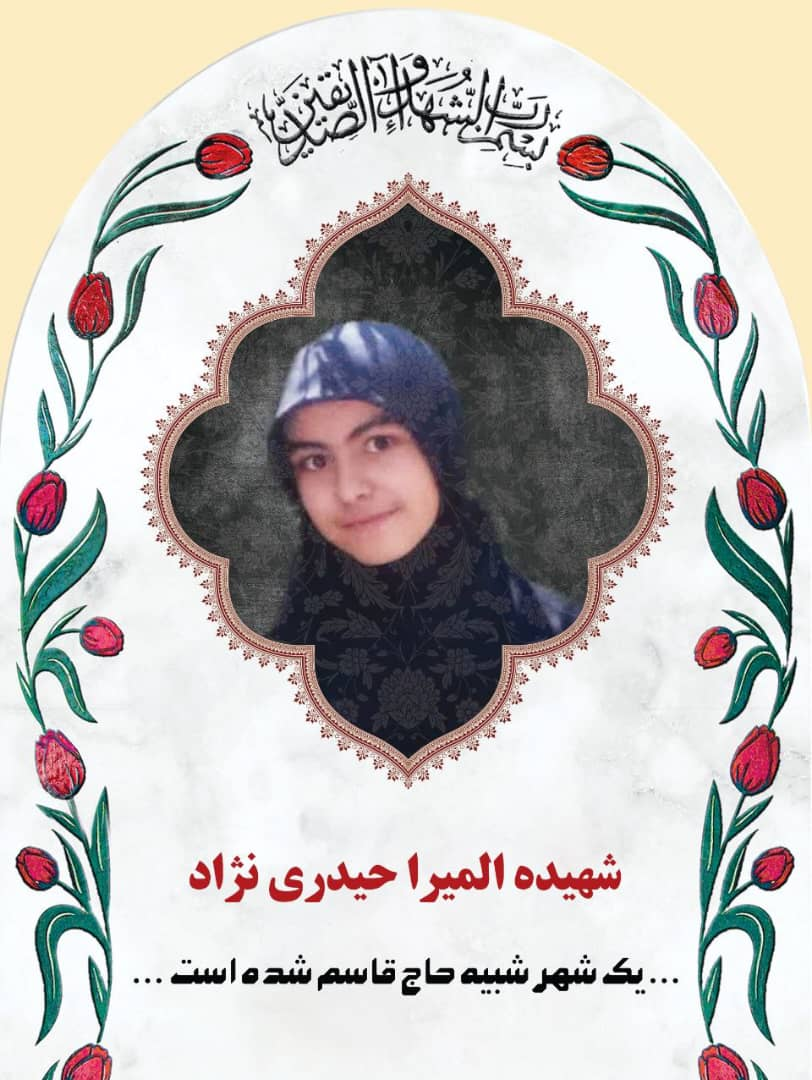 بسم رب الشهداء و الصدیقین
شهیده المیرا حیدری نژاد
... یک شهر شبیه حاج قاسم شده است ...